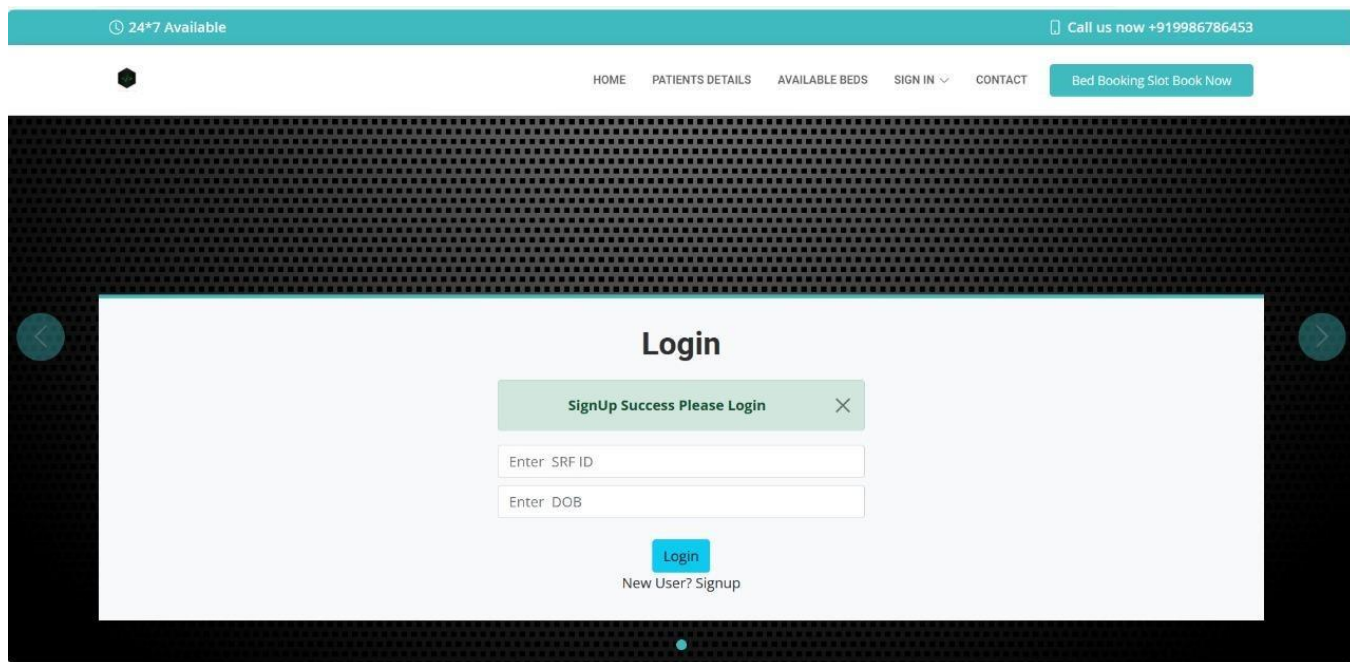 24*7 Available
Call us now +919986786453
HOME PATIENTS DETAILS AVAILABLE BEDS SIGN IN CONTACT Bed Booking Slot Book Now
Login
SignUp Success Please Login
Enter SRF ID
Enter DOB
Login
New User? Signup